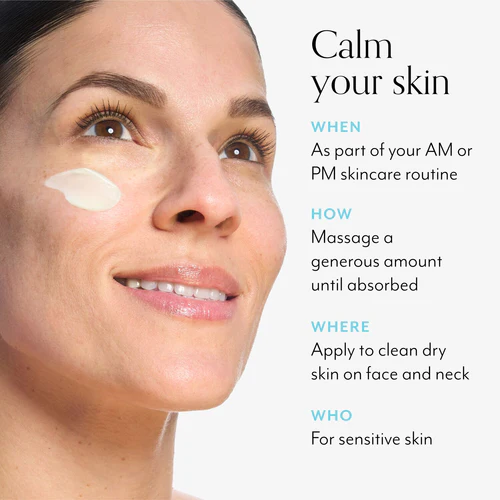 Calm
your skin
WHEN
As part of your AM or
PM skincare routine
HOW
Massage a
generous amount
until absorbed
WHERE
Apply to clean dry
skin on face and neck
WHO
For sensitive skin